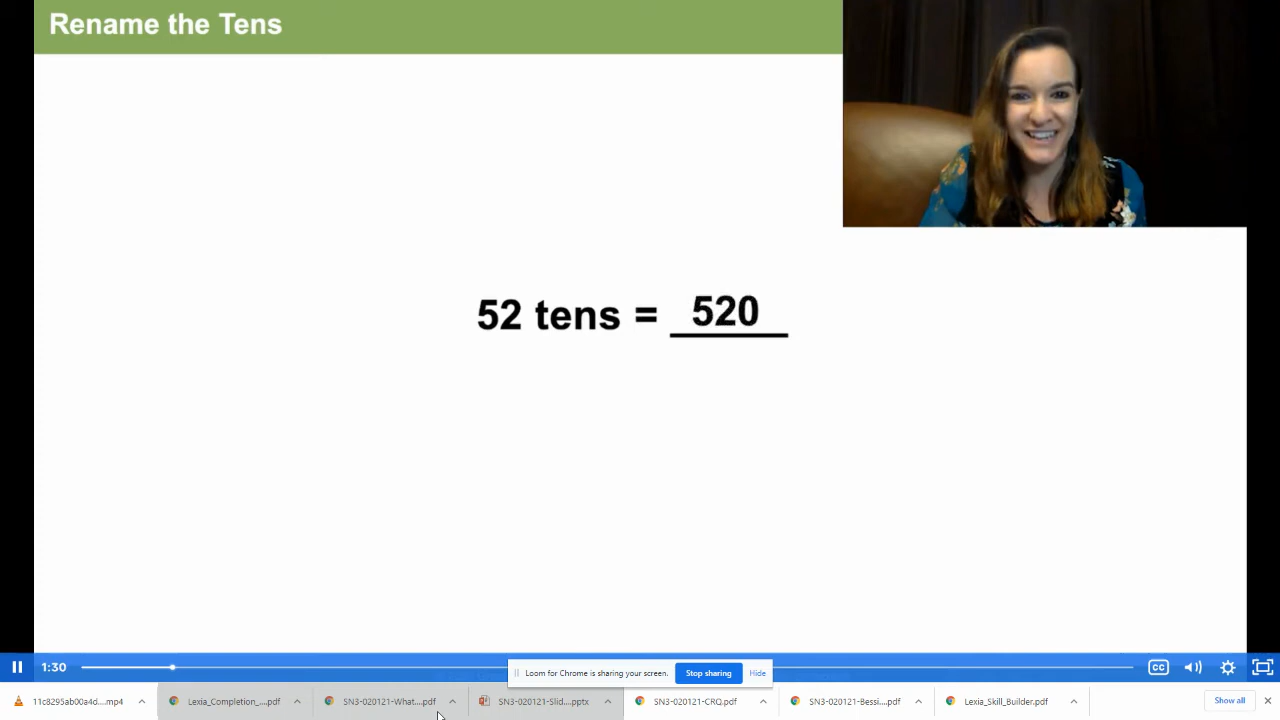 Rename the Tens
52 tens = 520
1:30
CC
Loom for Chrome is sharing your screen. Stop sharing Hide
11c8295ab00a4d....mp4 Lexia_Completion_....pdf SN3-020121-What....pdf SN3-020121-Slid....pptx SN3-020121-CRQ.pdf SN3-020121-Bessi....pdf Lexia_Skill_Builder.pdf Show all